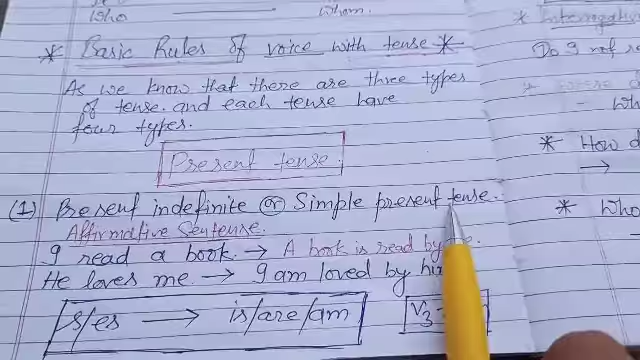 Who whom.
* Basic Rules of voice with tense *
As we know that there are three types
of tense. and each tense have
four types.
Present tense.
(1) Present indefinite or Simple present tense.
Affirmative Sentense.
I read a book. → A book is read by me.
He loves me → I am loved by him
s/es → is/are/am
V3
* Interrogative
Do I not
* How
→
* Who